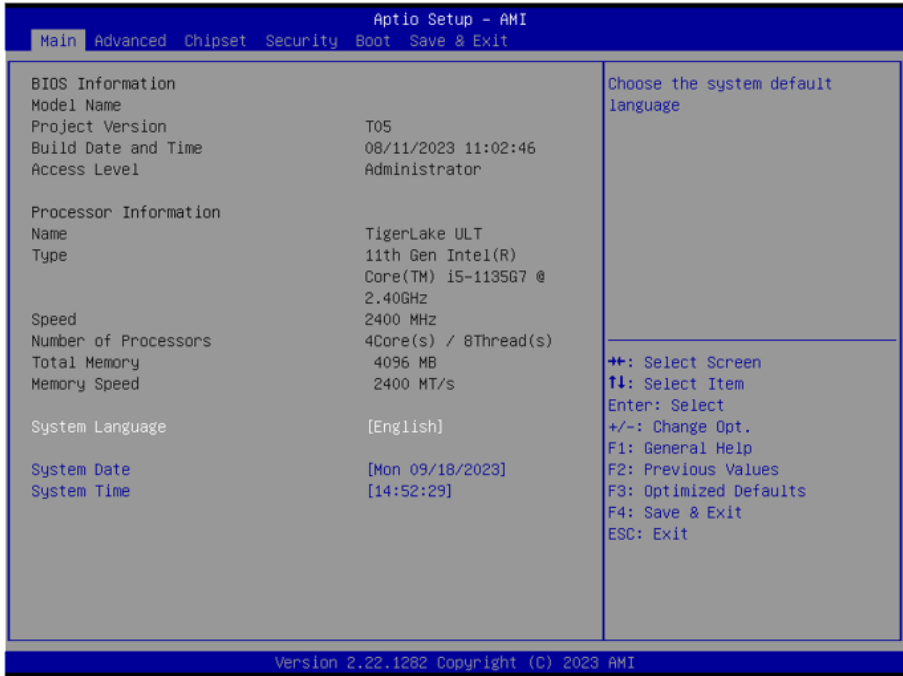 Aptio Setup – AMI
Main Advanced Chipset Security Boot Save & Exit
BIOS Information
Model Name
Project Version T05
Build Date and Time 08/11/2023 11:02:46
Access Level Administrator
Processor Information
Name TigerLake ULT
Type 11th Gen Intel(R)
Core(TM) i5-1135G7 @
2.40GHz
Speed 2400 MHz
Number of Processors 4Core(s) / 8Thread(s)
Total Memory 4096 MB
Memory Speed 2400 MT/s
System Language [English]
System Date [Mon 09/18/2023]
System Time [14:52:29]
Choose the system default
language
→←: Select Screen
↑↓: Select Item
Enter: Select
+/-: Change Opt.
F1: General Help
F2: Previous Values
F3: Optimized Defaults
F4: Save & Exit
ESC: Exit
Version 2.22.1282 Copyright (C) 2023 AMI